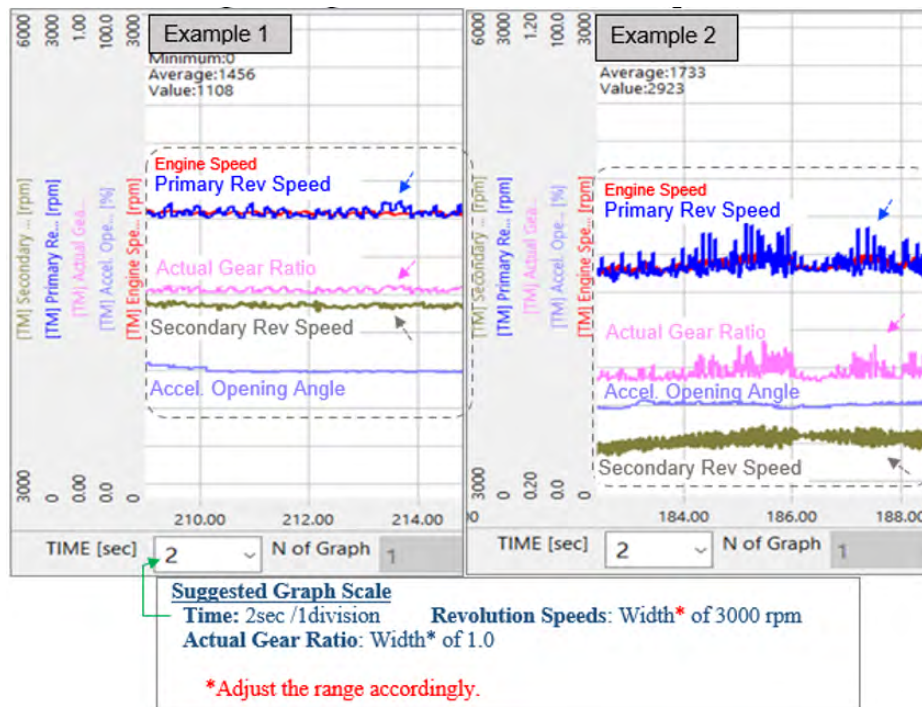 Example 1
Minimum:0
Average:1456
Value:1108
6000
3000
1.00
100.0
3000
Engine Speed
Primary Rev Speed
Actual Gear Ratio
Secondary Rev Speed
Accel. Opening Angle
[TM] Secondary ... [rpm]
[TM] Primary Re... [rpm]
[TM] Actual Gea...
[TM] Accel. Ope... [%]
[TM] Engine Spe... [rpm]
3000
0
0.00
0.0
0
210.00
212.00
214.00
TIME [sec]
2
N of Graph
1
Example 2
Average:1733
Value:2923
6000
3000
1.20
100.0
3000
Engine Speed
Primary Rev Speed
Actual Gear Ratio
Accel. Opening Angle
Secondary Rev Speed
[TM] Secondary ... [rpm]
[TM] Primary Re... [rpm]
[TM] Actual Gea...
[TM] Accel. Ope... [%]
[TM] Engine Spe... [rpm]
3000
0
0.20
0.0
0
184.00
186.00
188.00
TIME [sec]
2
N of Graph
1
Suggested Graph Scale
Time: 2sec /1division Revolution Speeds: Width* of 3000 rpm
Actual Gear Ratio: Width* of 1.0
*Adjust the range accordingly.